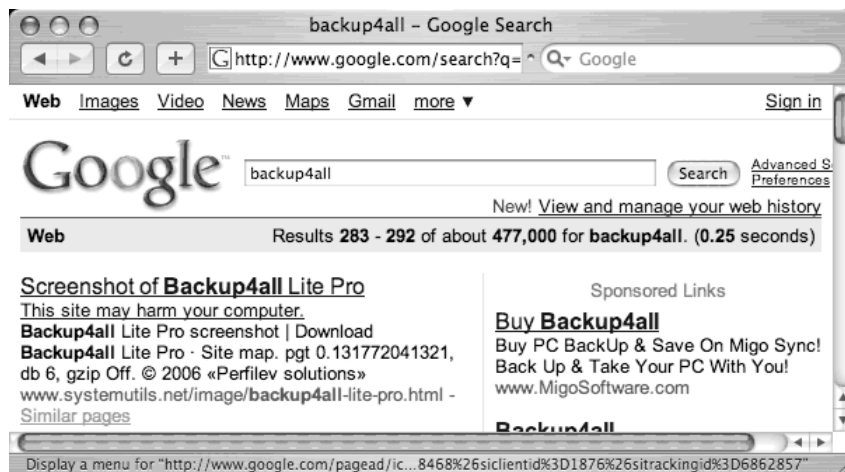 backup4all – Google Search
G http://www.google.com/search?q= Google
Web Images Video News Maps Gmail more ▼ Sign in
Google™ backup4all Search Advanced S
Preferences
New! View and manage your web history
Web Results 283 - 292 of about 477,000 for backup4all. (0.25 seconds)
Screenshot of Backup4all Lite Pro
This site may harm your computer.
Backup4all Lite Pro screenshot | Download
Backup4all Lite Pro · Site map. pgt 0.131772041321,
db 6, gzip Off. © 2006 «Perfilev solutions»
www.systemutils.net/image/backup4all-lite-pro.html -
Similar pages
Sponsored Links
Buy Backup4all
Buy PC BackUp & Save On Migo Sync!
Back Up & Take Your PC With You!
www.MigoSoftware.com
Backup4all
Display a menu for "http://www.google.com/pagead/ic...8468%26siclientid%3D1876%26sitrackingid%3D6862857"